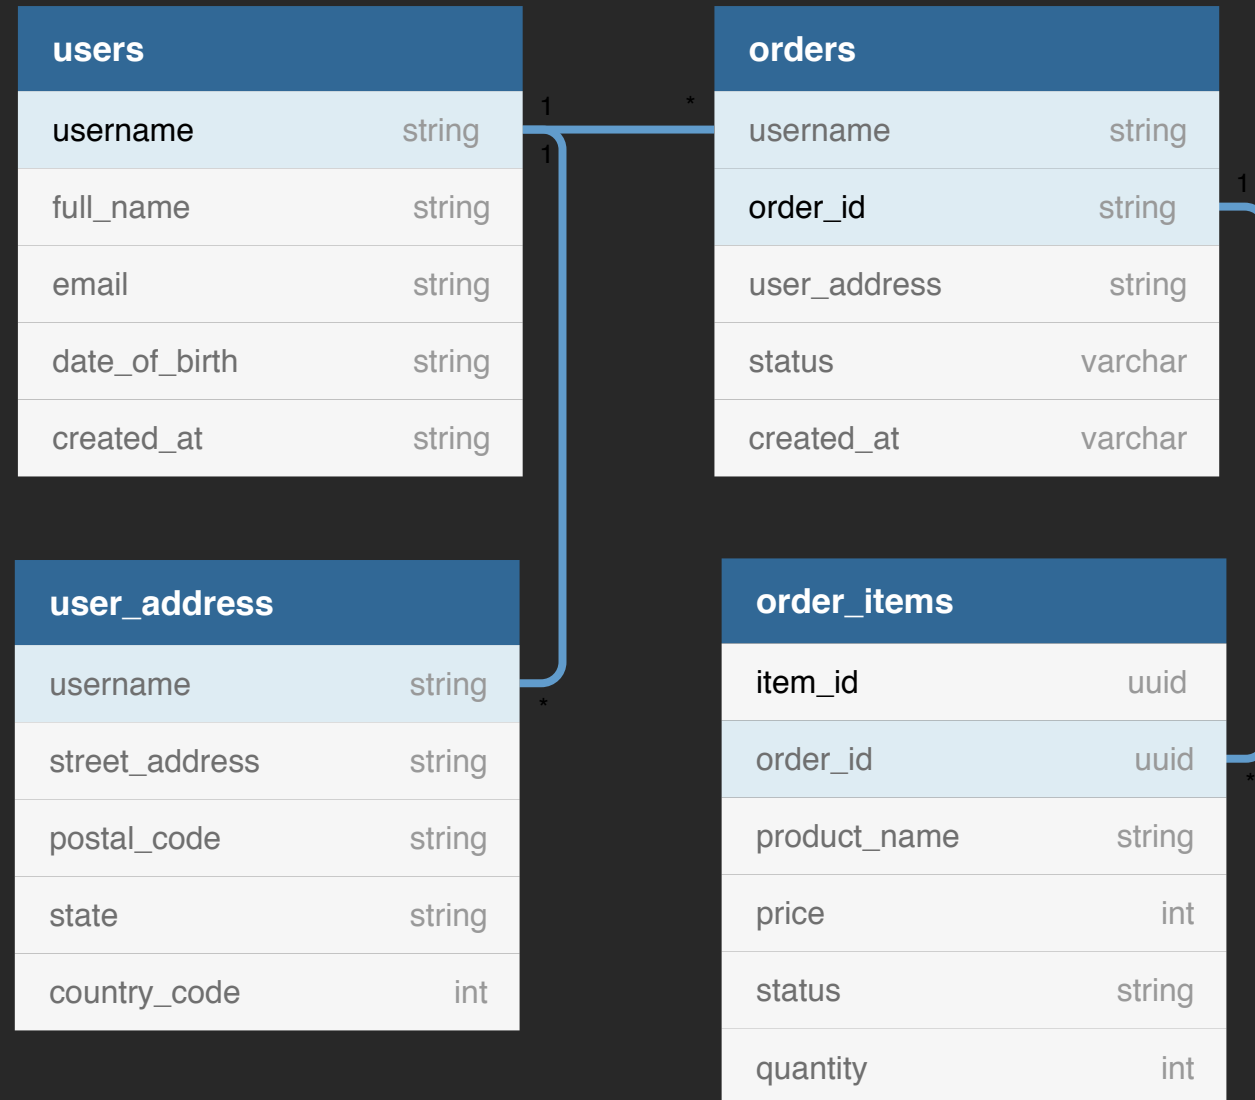 users
username string
full_name string
email string
date_of_birth string
created_at string
1 *
1
orders
username string
order_id string
user_address string
status varchar
created_at varchar
1
user_address
username string
street_address string
postal_code string
state string
country_code int
*
order_items
item_id uuid
order_id uuid
product_name string
price int
status string
quantity int
*